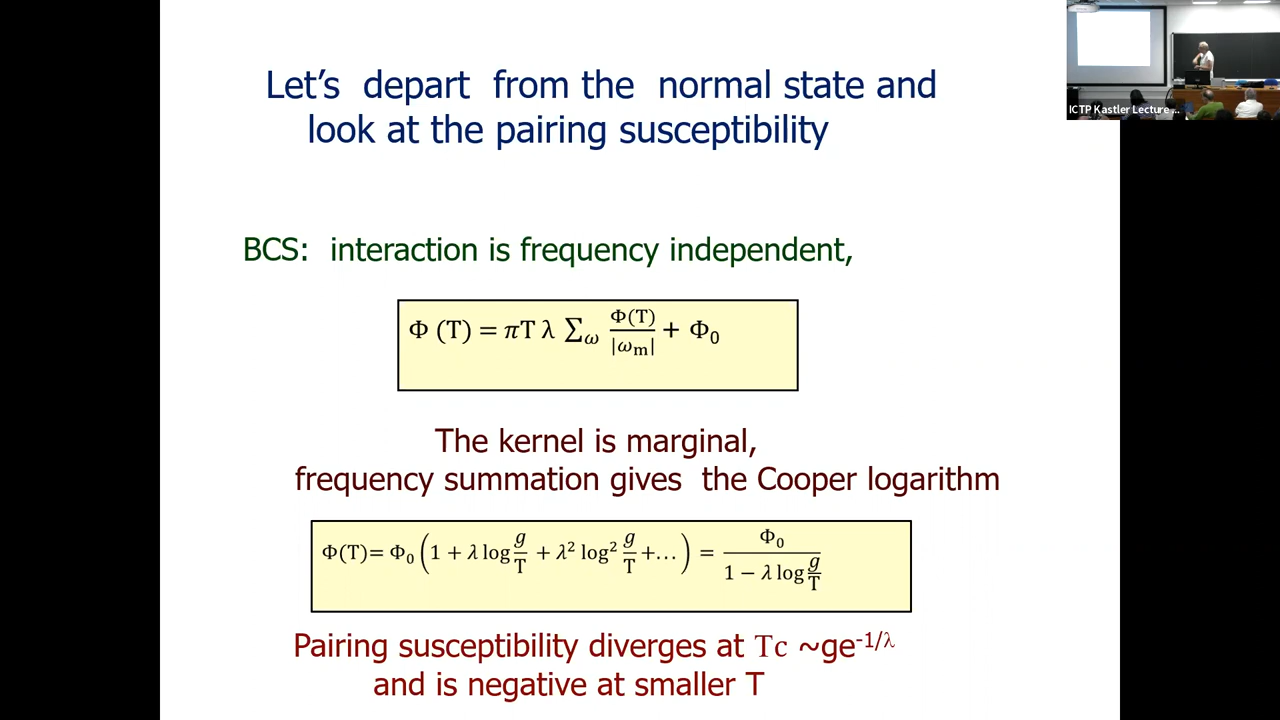 Let's depart from the normal state and
look at the pairing susceptibility
ICTP Kastler Lecture ...
BCS: interaction is frequency independent,
Φ (T) = πT λ ∑ω Φ(T)/|ωm| + Φ0
The kernel is marginal,
frequency summation gives the Cooper logarithm
Φ(T)= Φ0 (1 + λ log g/T + λ² log² g/T +…) = Φ0/(1 − λ log g/T)
Pairing susceptibility diverges at Tc ~ge^-1/λ
and is negative at smaller T